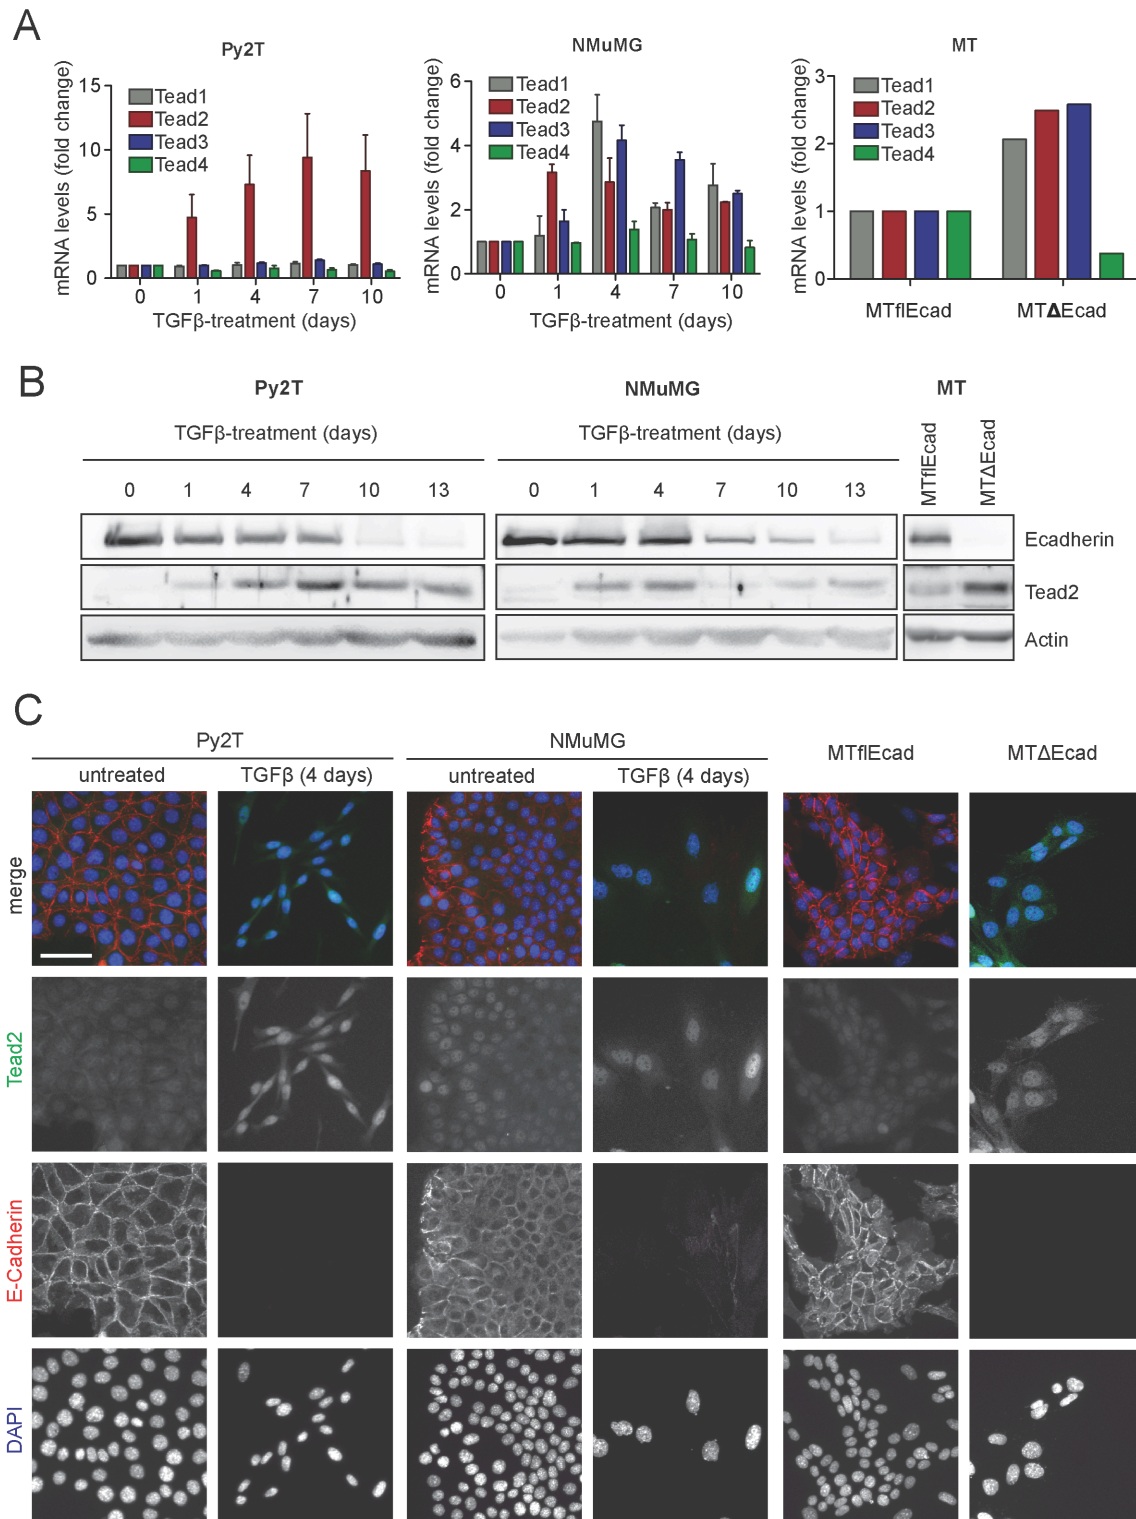 A
Py2T
mRNA levels (fold change)
15
10
5
0
Tead1
Tead2
Tead3
Tead4
0 1 4 7 10
TGFβ-treatment (days)
NMuMG
mRNA levels (fold change)
6
4
2
0
Tead1
Tead2
Tead3
Tead4
0 1 4 7 10
TGFβ-treatment (days)
MT
mRNA levels (fold change)
3
2
1
0
Tead1
Tead2
Tead3
Tead4
MTflEcad MTΔEcad
B
Py2T NMuMG MT
TGFβ-treatment (days) TGFβ-treatment (days)
MTflEcad
MTΔEcad
0 1 4 7 10 13 0 1 4 7 10 13
Ecadherin
Tead2
Actin
C
Py2T NMuMG MTflEcad MTΔEcad
untreated TGFβ (4 days) untreated TGFβ (4 days)
merge
Tead2
E-Cadherin
DAPI